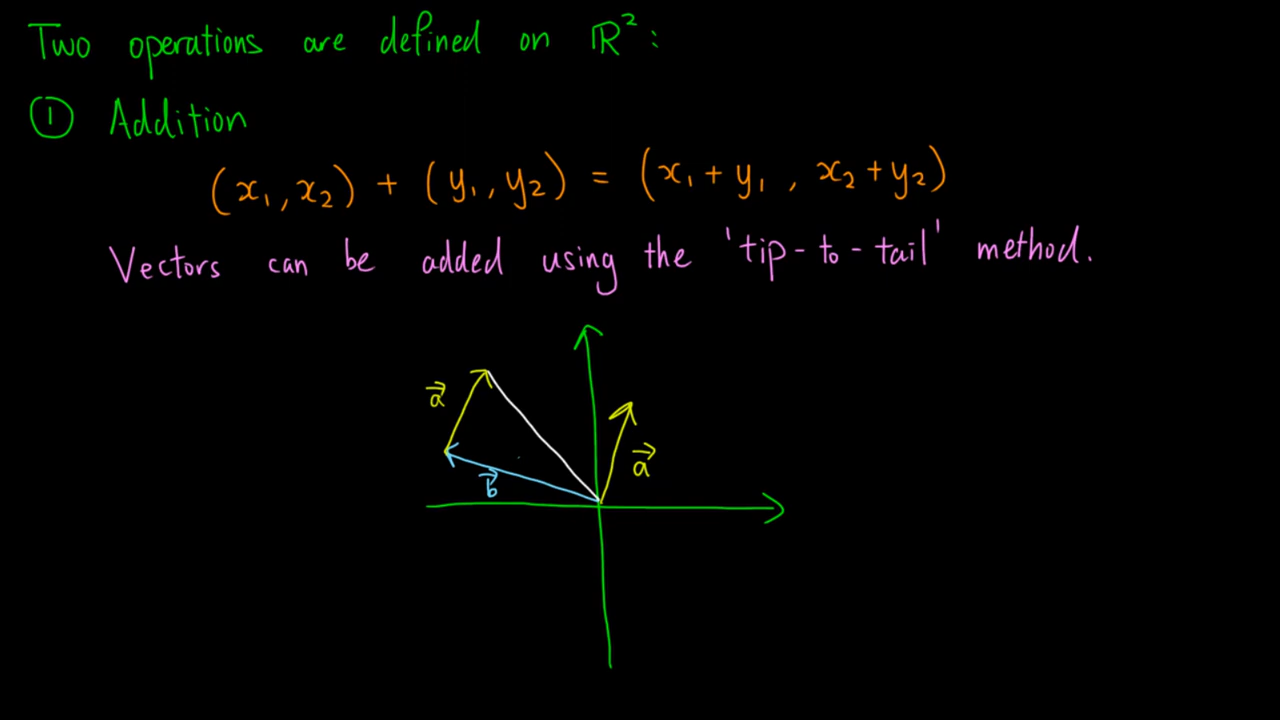 Two operations are defined on ℝ²:
① Addition
(x₁, x₂) + (y₁, y₂) = (x₁ + y₁, x₂ + y₂)
Vectors can be added using the 'tip-to-tail' method.
a⃗
a⃗
b⃗